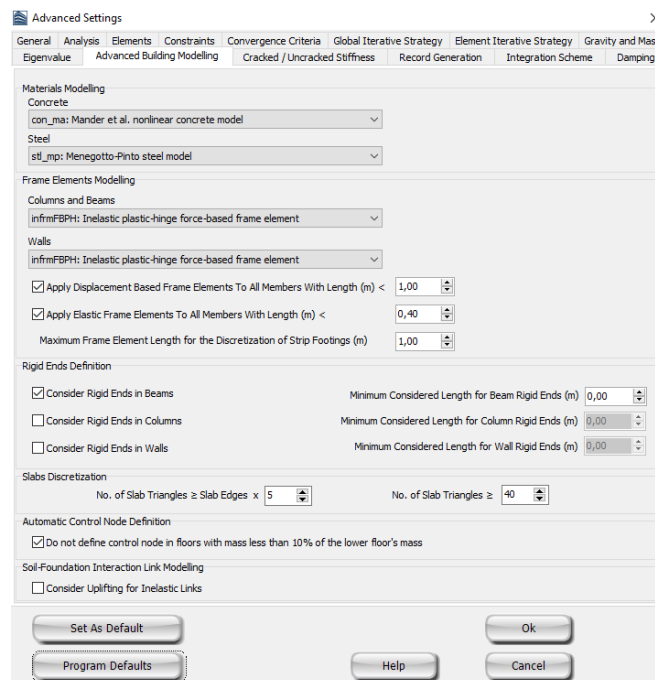 Advanced Settings
General Analysis Elements Constraints Convergence Criteria Global Iterative Strategy Element Iterative Strategy Gravity and Mas
Eigenvalue Advanced Building Modelling Cracked / Uncracked Stiffness Record Generation Integration Scheme Damping
Materials Modelling
Concrete
con_ma: Mander et al. nonlinear concrete model
Steel
stl_mp: Menegotto-Pinto steel model
Frame Elements Modelling
Columns and Beams
infrmFBPH: Inelastic plastic-hinge force-based frame element
Walls
infrmFBPH: Inelastic plastic-hinge force-based frame element
Apply Displacement Based Frame Elements To All Members With Length (m) < 1,00
Apply Elastic Frame Elements To All Members With Length (m) < 0,40
Maximum Frame Element Length for the Discretization of Strip Footings (m) 1,00
Rigid Ends Definition
Consider Rigid Ends in Beams Minimum Considered Length for Beam Rigid Ends (m) 0,00
Consider Rigid Ends in Columns Minimum Considered Length for Column Rigid Ends (m) 0,00
Consider Rigid Ends in Walls Minimum Considered Length for Wall Rigid Ends (m) 0,00
Slabs Discretization
No. of Slab Triangles ≥ Slab Edges x 5 No. of Slab Triangles ≥ 40
Automatic Control Node Definition
Do not define control node in floors with mass less than 10% of the lower floor's mass
Soil-Foundation Interaction Link Modelling
Consider Uplifting for Inelastic Links
Set As Default Ok
Program Defaults Help Cancel